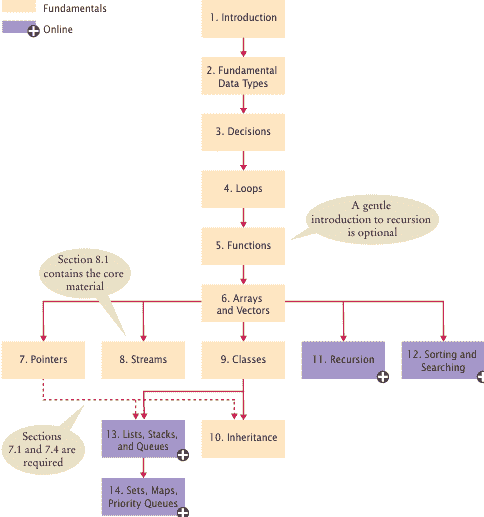 Fundamentals
Online
1. Introduction
2. Fundamental
Data Types
3. Decisions
4. Loops
A gentle
introduction to recursion
is optional
5. Functions
Section 8.1
contains the core
material
6. Arrays
and Vectors
7. Pointers
8. Streams
9. Classes
11. Recursion
12. Sorting and
Searching
Sections
7.1 and 7.4 are
required
13. Lists, Stacks,
and Queues
10. Inheritance
14. Sets, Maps,
Priority Queues